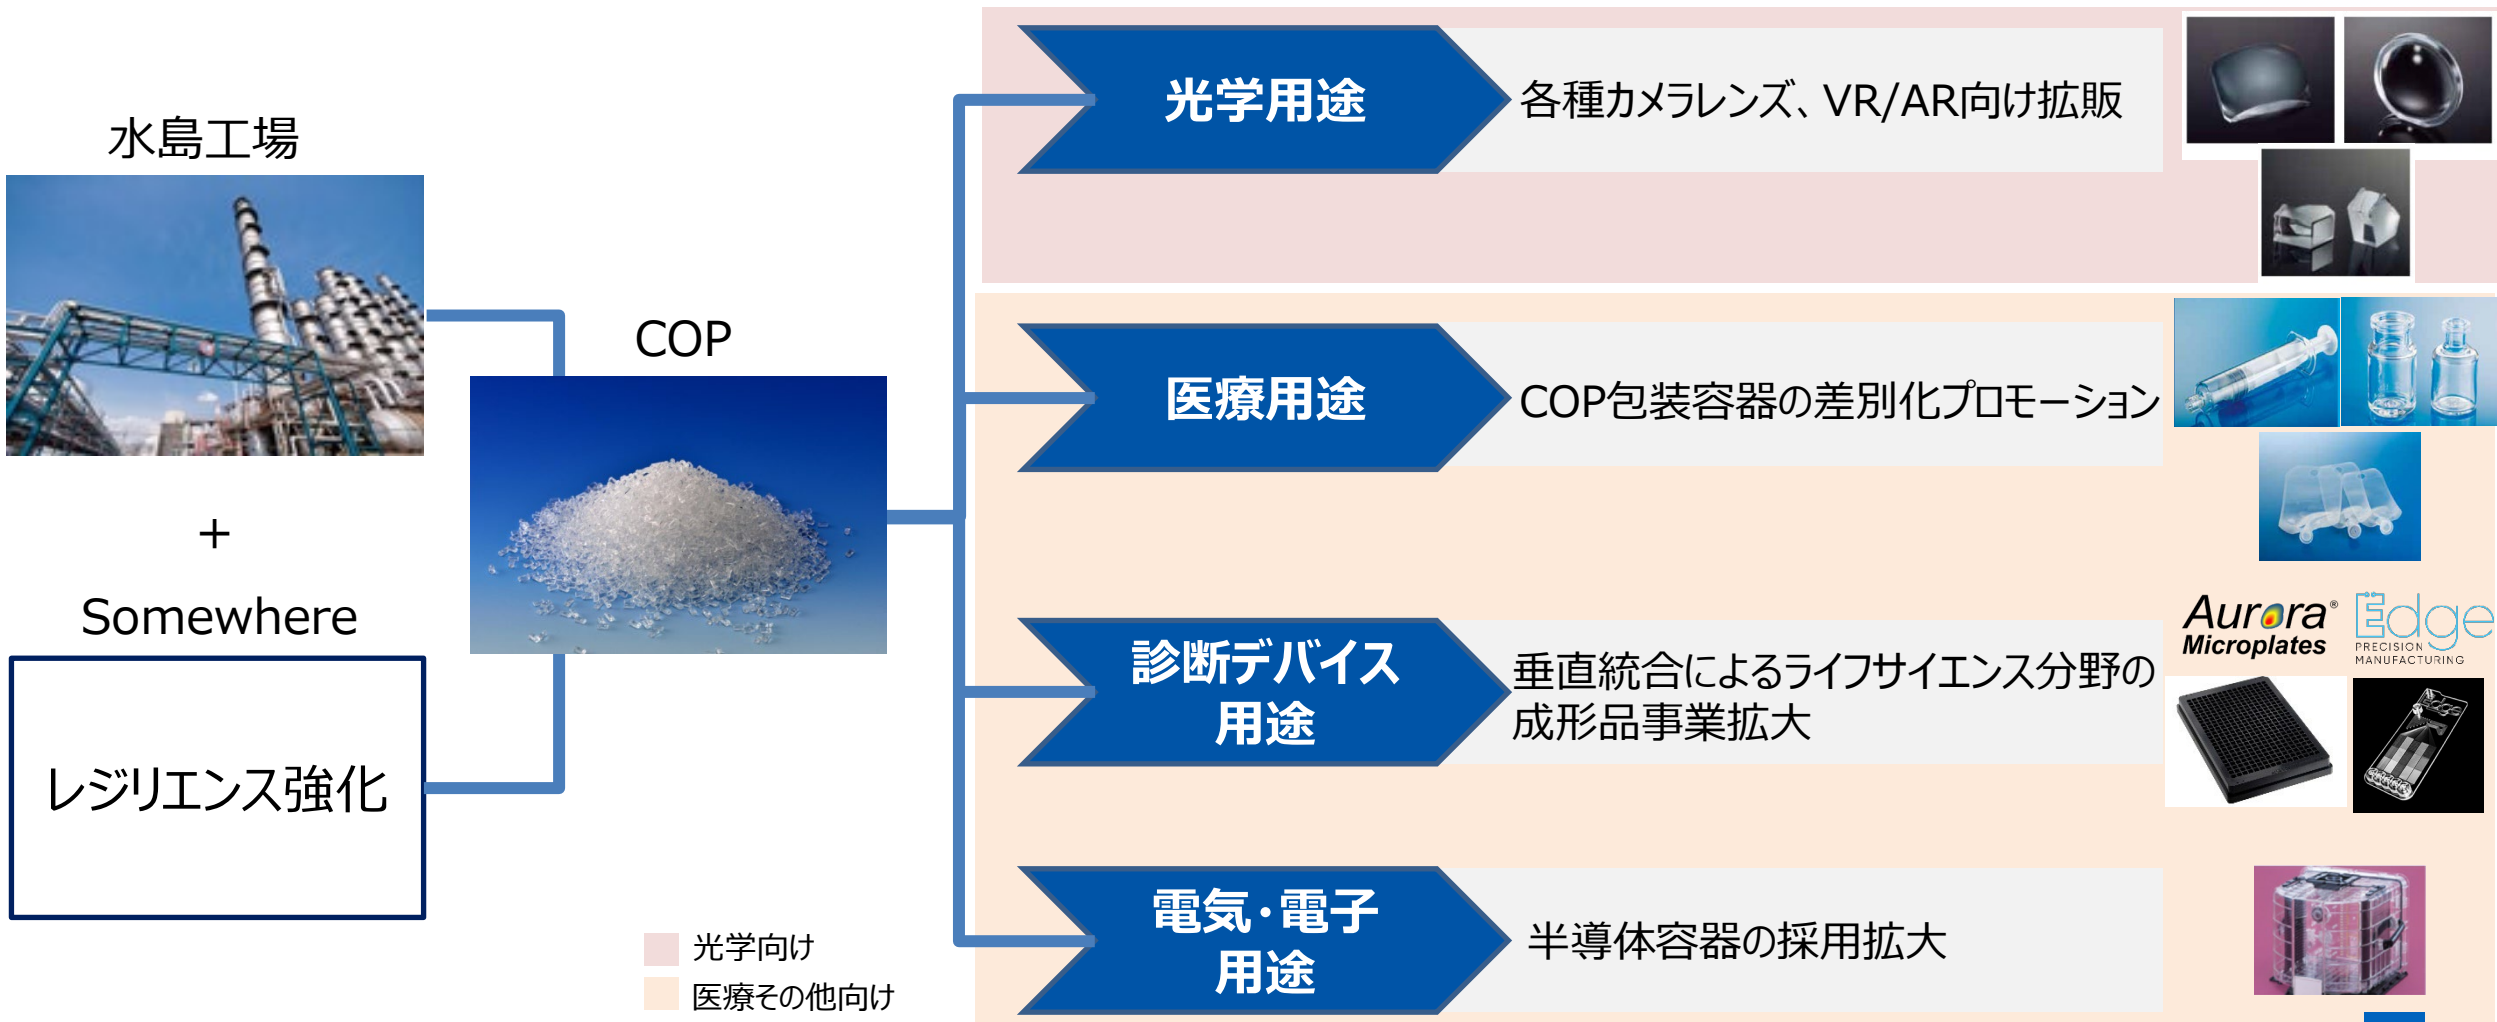 水島工場
+
Somewhere
レジリエンス強化
COP
光学用途
各種カメラレンズ、VR/AR向け拡販
医療用途
COP包装容器の差別化プロモーション
診断デバイス
用途
垂直統合によるライフサイエンス分野の
成形品事業拡大
Aurora®
Microplates
Edge
PRECISION
MANUFACTURING
Edge
電気・電子
用途
半導体容器の採用拡大
光学向け
医療その他向け